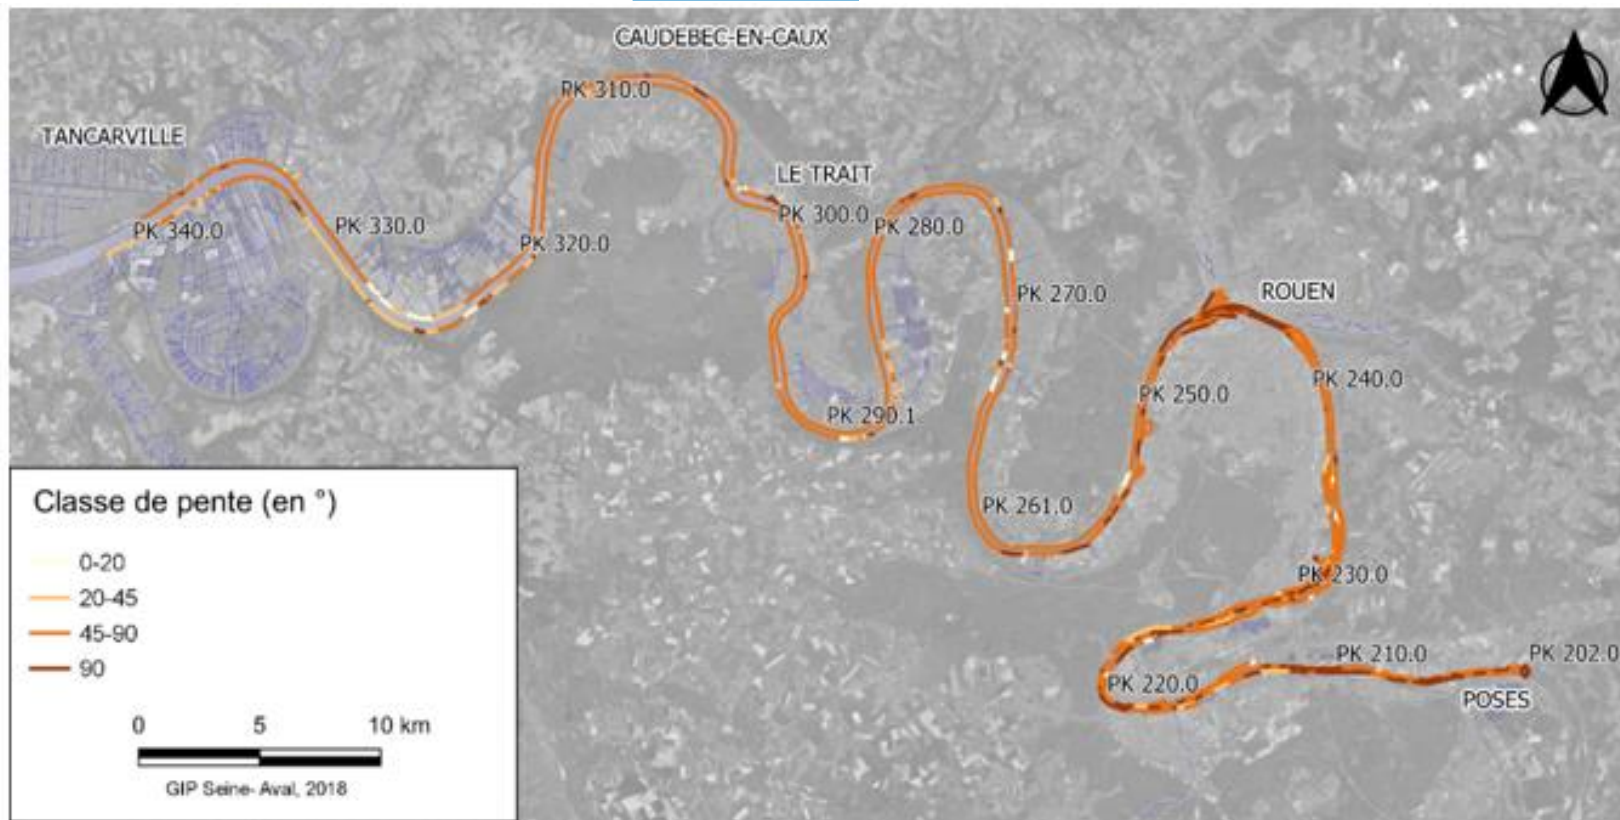 CAUDEBEC-EN-CAUX
PK 310.0
TANCARVILLE
LE TRAIT
PK 300.0
PK 280.0
PK 340.0
PK 330.0
PK 320.0
PK 270.0
ROUEN
PK 240.0
PK 250.0
PK 290.1
PK 261.0
PK 230.0
PK 210.0
PK 202.0
PK 220.0
POSES
Classe de pente (en °)
0-20
20-45
45-90
90
0 5 10 km
GIP Seine- Aval, 2018